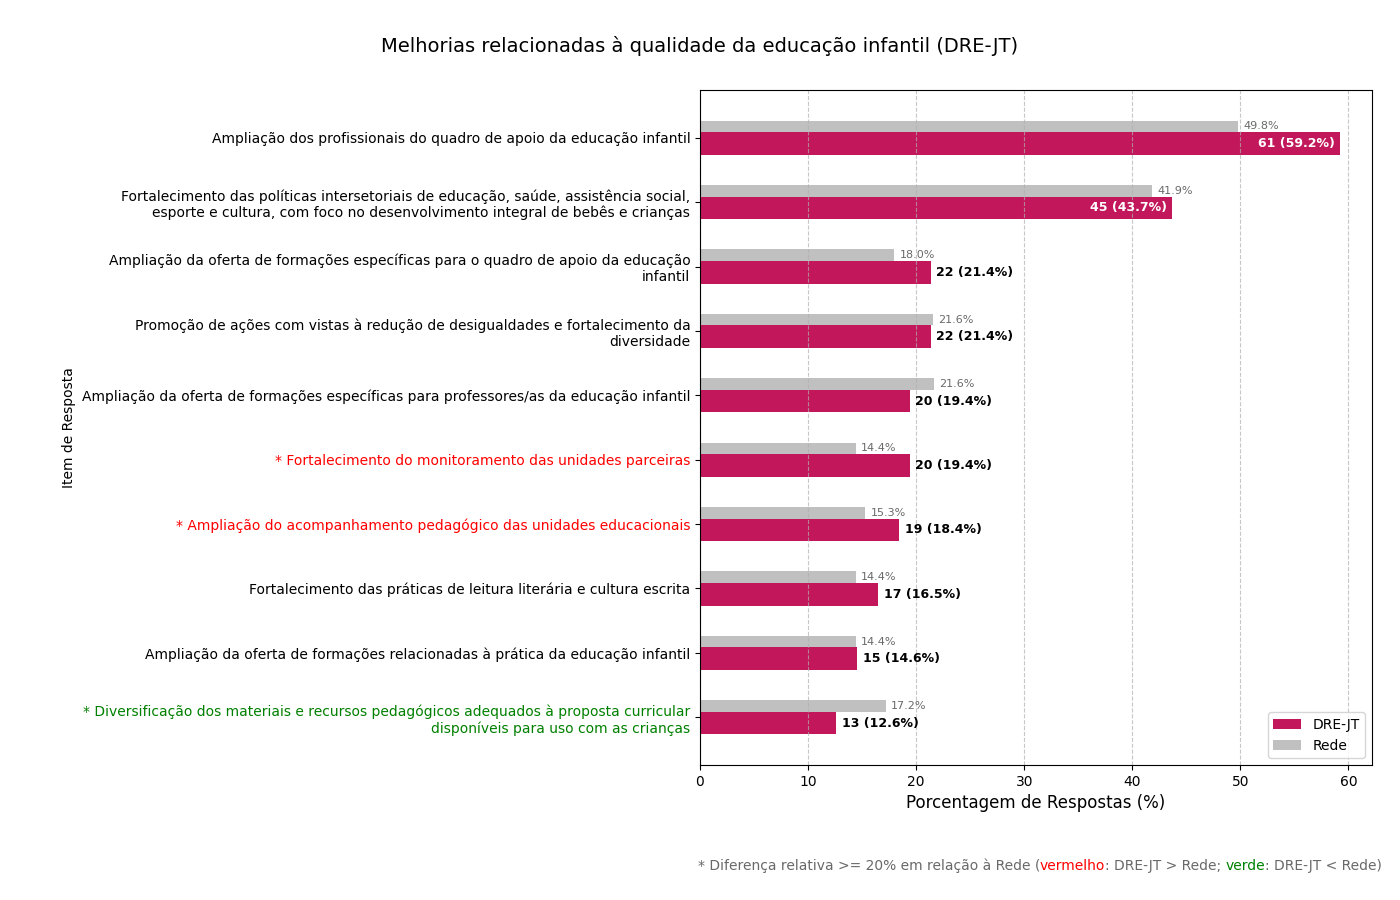 Melhorias relacionadas à qualidade da educação infantil (DRE-JT)
Ampliação dos profissionais do quadro de apoio da educação infantil
49.8%
61 (59.2%)
Fortalecimento das políticas intersetoriais de educação, saúde, assistência social,
esporte e cultura, com foco no desenvolvimento integral de bebês e crianças
41.9%
45 (43.7%)
Ampliação da oferta de formações específicas para o quadro de apoio da educação
infantil
18.0%
22 (21.4%)
Promoção de ações com vistas à redução de desigualdades e fortalecimento da
diversidade
21.6%
22 (21.4%)
Ampliação da oferta de formações específicas para professores/as da educação infantil
21.6%
20 (19.4%)
* Fortalecimento do monitoramento das unidades parceiras
14.4%
20 (19.4%)
* Ampliação do acompanhamento pedagógico das unidades educacionais
15.3%
19 (18.4%)
Fortalecimento das práticas de leitura literária e cultura escrita
14.4%
17 (16.5%)
Ampliação da oferta de formações relacionadas à prática da educação infantil
14.4%
15 (14.6%)
* Diversificação dos materiais e recursos pedagógicos adequados à proposta curricular
disponíveis para uso com as crianças
17.2%
13 (12.6%)
Item de Resposta
DRE-JT
Rede
0 10 20 30 40 50 60
Porcentagem de Respostas (%)
* Diferença relativa >= 20% em relação à Rede (vermelho: DRE-JT > Rede; verde: DRE-JT < Rede)